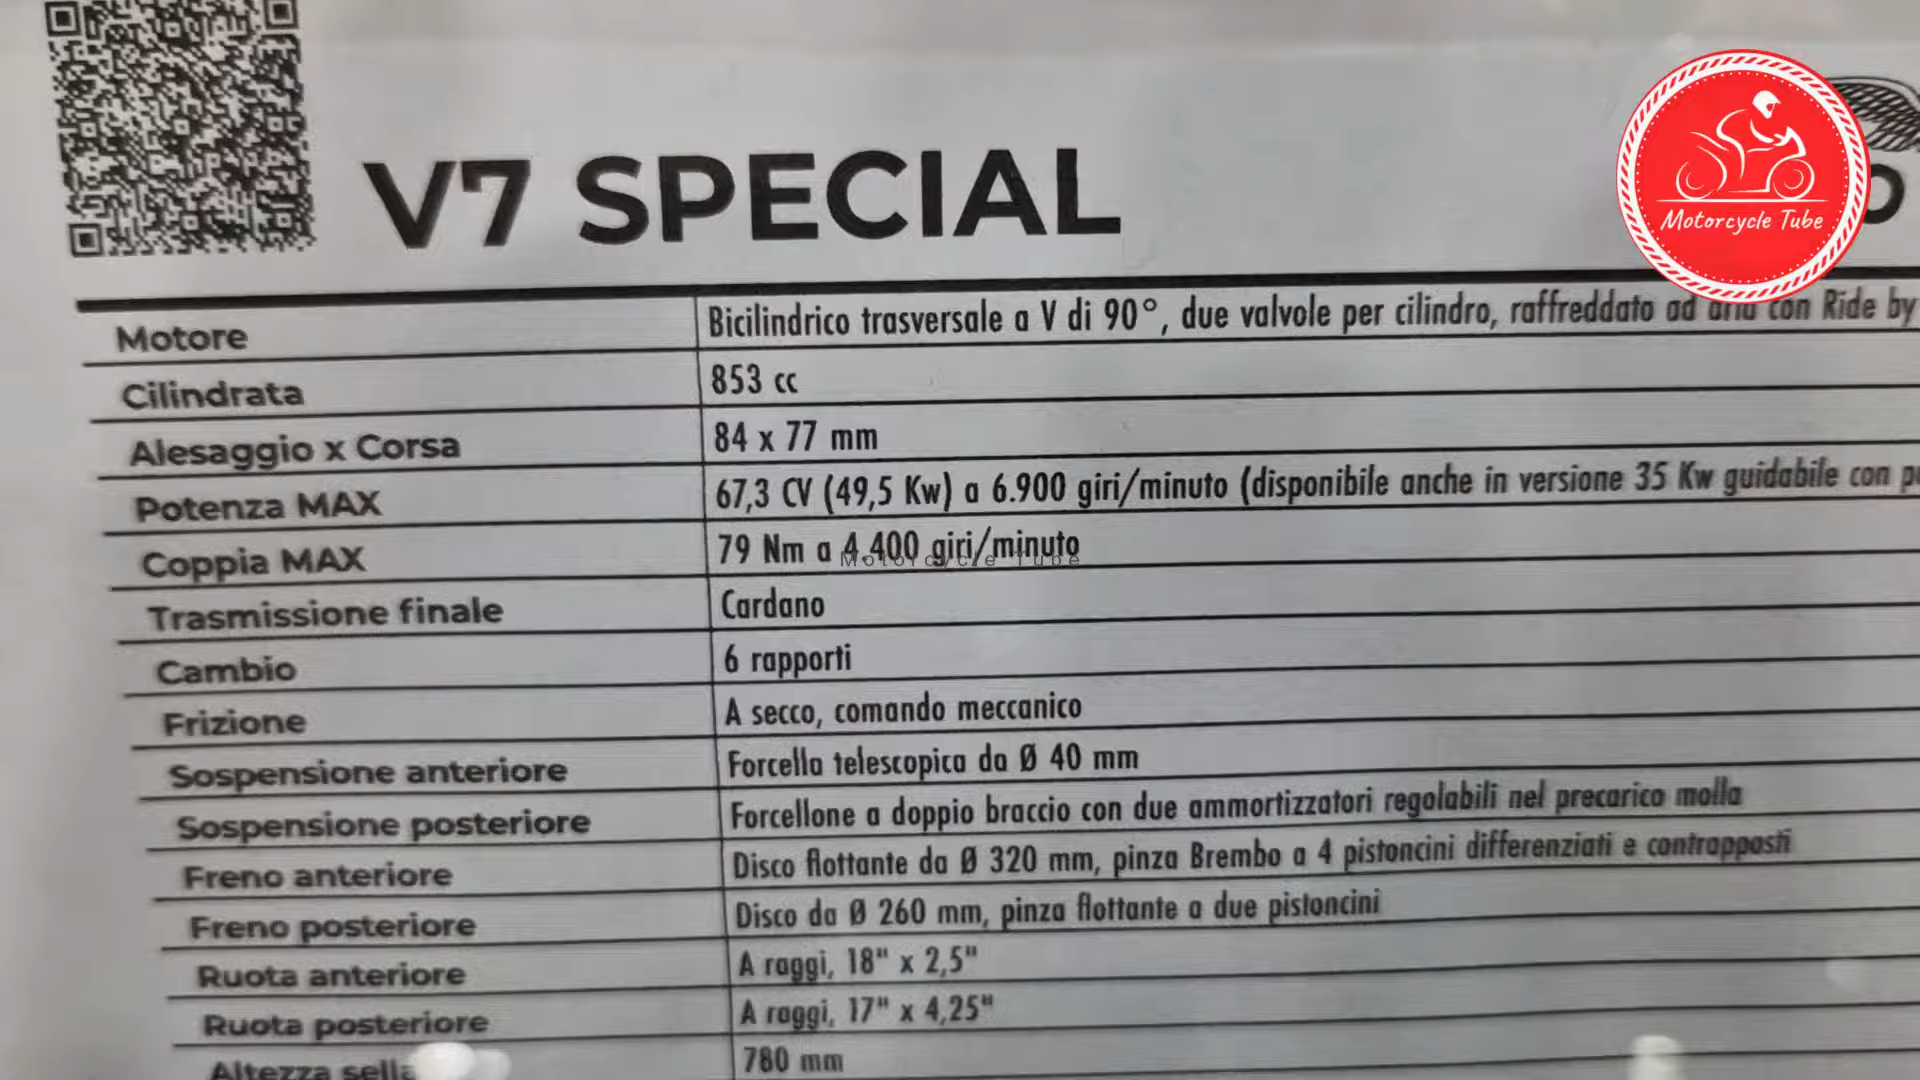 V7 SPECIAL
Motorcycle Tube
O
Motore Bicilindrico trasversale a V di 90°, due valvole per cilindro, raffreddato ad aria con Ride by
Cilindrata 853 cc
Alesaggio x Corsa 84 x 77 mm
Potenza MAX 67,3 CV (49,5 Kw) a 6.900 giri/minuto (disponibile anche in versione 35 Kw guidabile con
Coppia MAX 79 Nm a 4.400 giri/minuto
Motorcycle Tube
Trasmissione finale Cardano
Cambio 6 rapporti
Frizione A secco, comando meccanico
Sospensione anteriore Forcella telescopica da Ø 40 mm
Sospensione posteriore Forcellone a doppio braccio con due ammortizzatori regolabili nel precarico molla
Freno anteriore Disco flottante da Ø 320 mm, pinza Brembo a 4 pistoncini differenziati e contrapposti
Freno posteriore Disco da Ø 260 mm, pinza flottante a due pistoncini
Ruota anteriore A raggi, 18" x 2,5"
Ruota posteriore A raggi, 17" x 4,25"
Altezza sella 780 mm